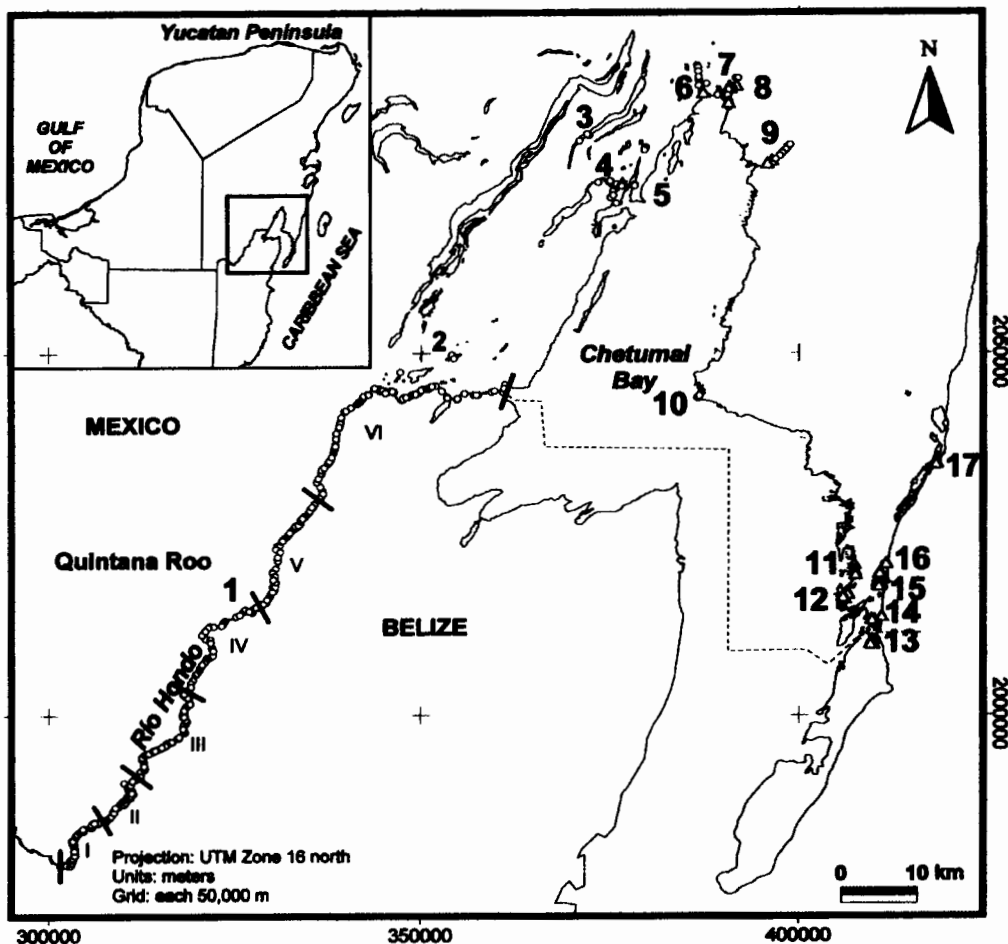 Yucatan Peninsula
GULF
OF
MEXICO
CARIBBEAN SEA
N
7
6
8
3
9
4
5
2
Chetumal
Bay
10
2050000
MEXICO
VI
17
Quintana Roo
V
1
11
16
12
15
BELIZE
14
IV
13
Río Hondo
2000000
III
II
I
Projection: UTM Zone 16 north
Units: meters
Grid: each 50,000 m
0 10 km
300000 350000 400000